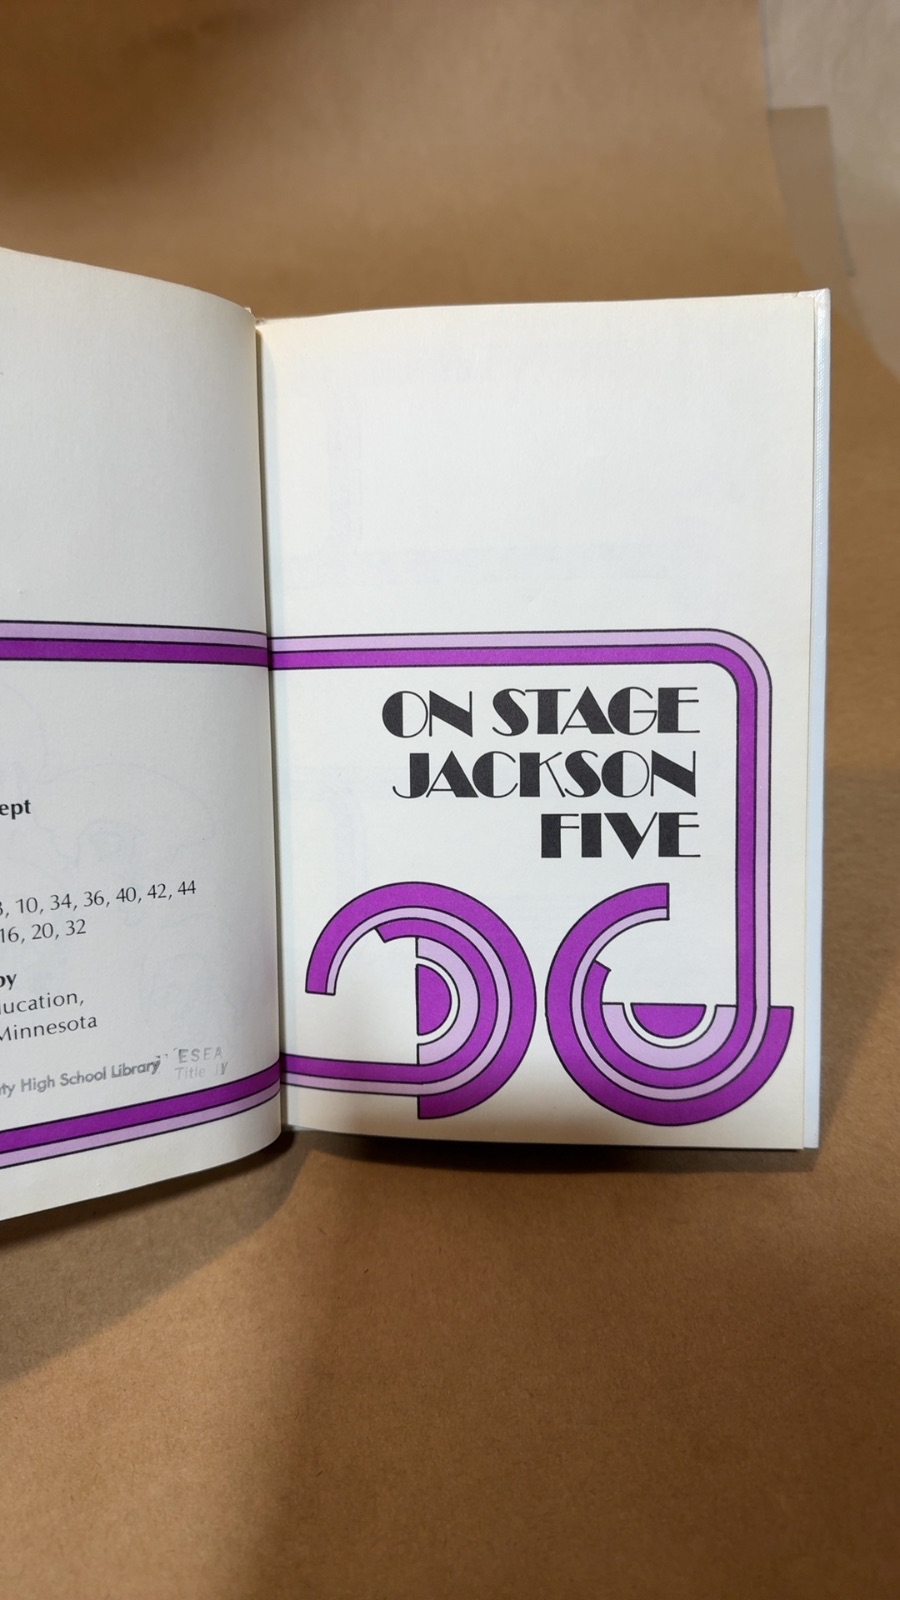 ept
, 10, 34, 36, 40, 42, 44
16, 20, 32
by
ucation,
Minnesota
ty High School Library
ESEA
Title IV
ON STAGE
JACKSON
FIVE